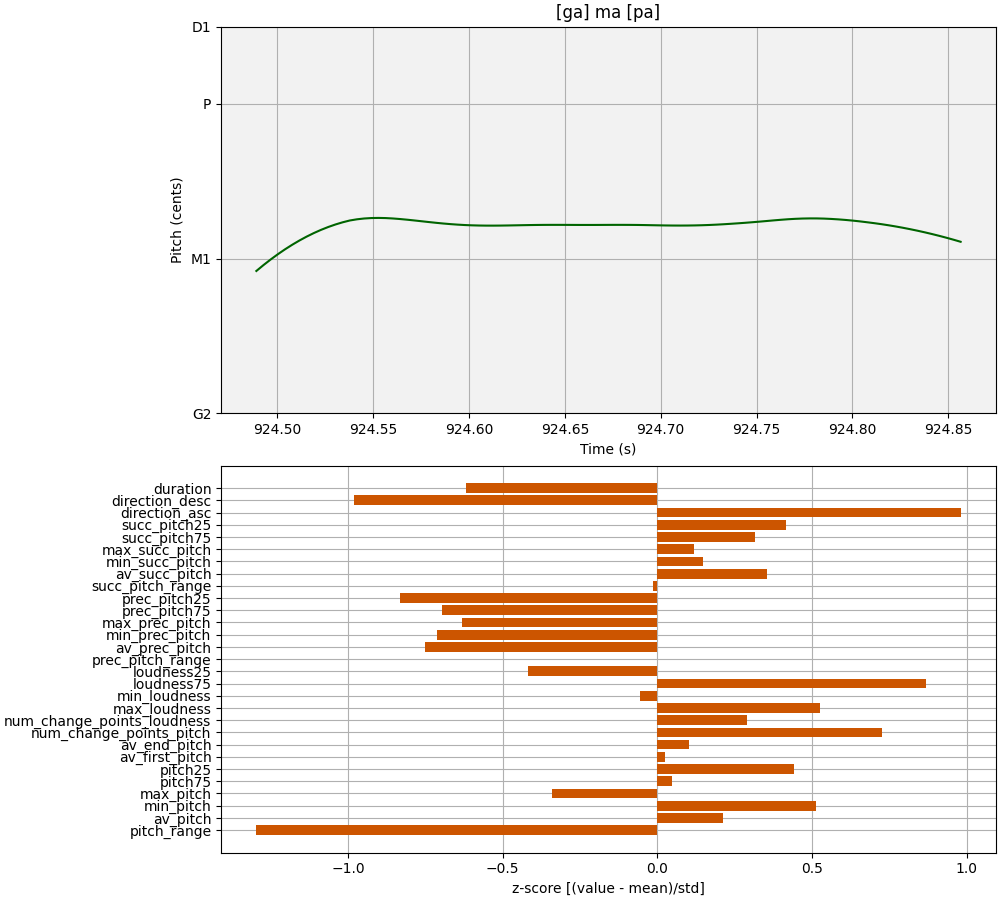 [ga] ma [pa]
D1
P
M1
G2
Pitch (cents)
924.50 924.55 924.60 924.65 924.70 924.75 924.80 924.85
Time (s)
duration
direction_desc
direction_asc
succ_pitch25
succ_pitch75
max_succ_pitch
min_succ_pitch
av_succ_pitch
succ_pitch_range
prec_pitch25
prec_pitch75
max_prec_pitch
min_prec_pitch
av_prec_pitch
prec_pitch_range
loudness25
loudness75
min_loudness
max_loudness
num_change_points_loudness
num_change_points_pitch
av_end_pitch
av_first_pitch
pitch25
pitch75
max_pitch
min_pitch
av_pitch
pitch_range
−1.0 −0.5 0.0 0.5 1.0
z-score [(value - mean)/std]